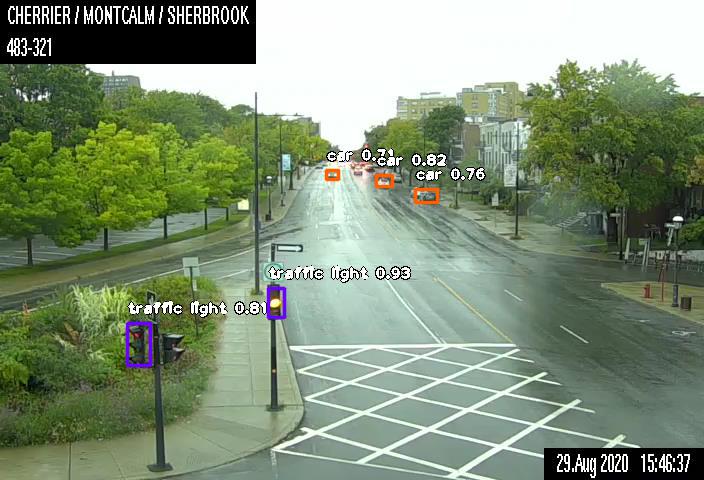 CHERRIER / MONTCALM / SHERBROOK
483-321
car 0.71
car 0.82
car 0.76
traffic light 0.93
traffic light 0.81
29.Aug 2020 15:46:37